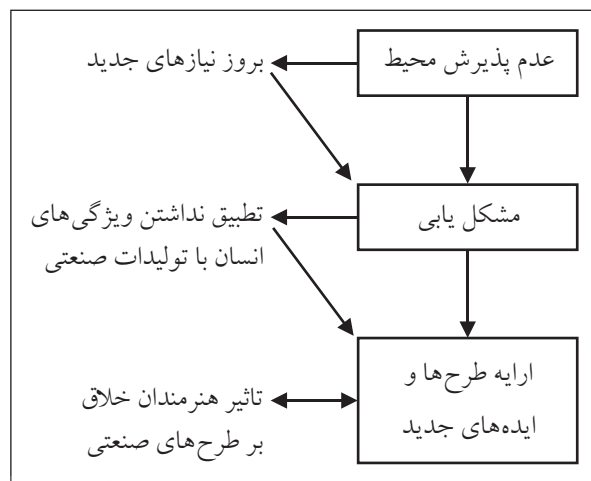 عدم پذیرش محیط
بروز نیازهای جدید
مشکل یابی
تطبیق نداشتن ویژگی‌های
انسان با تولیدات صنعتی
ارایه طرح‌ها و
ایده‌های جدید
تاثیر هنرمندان خلاق
بر طرح‌های صنعتی